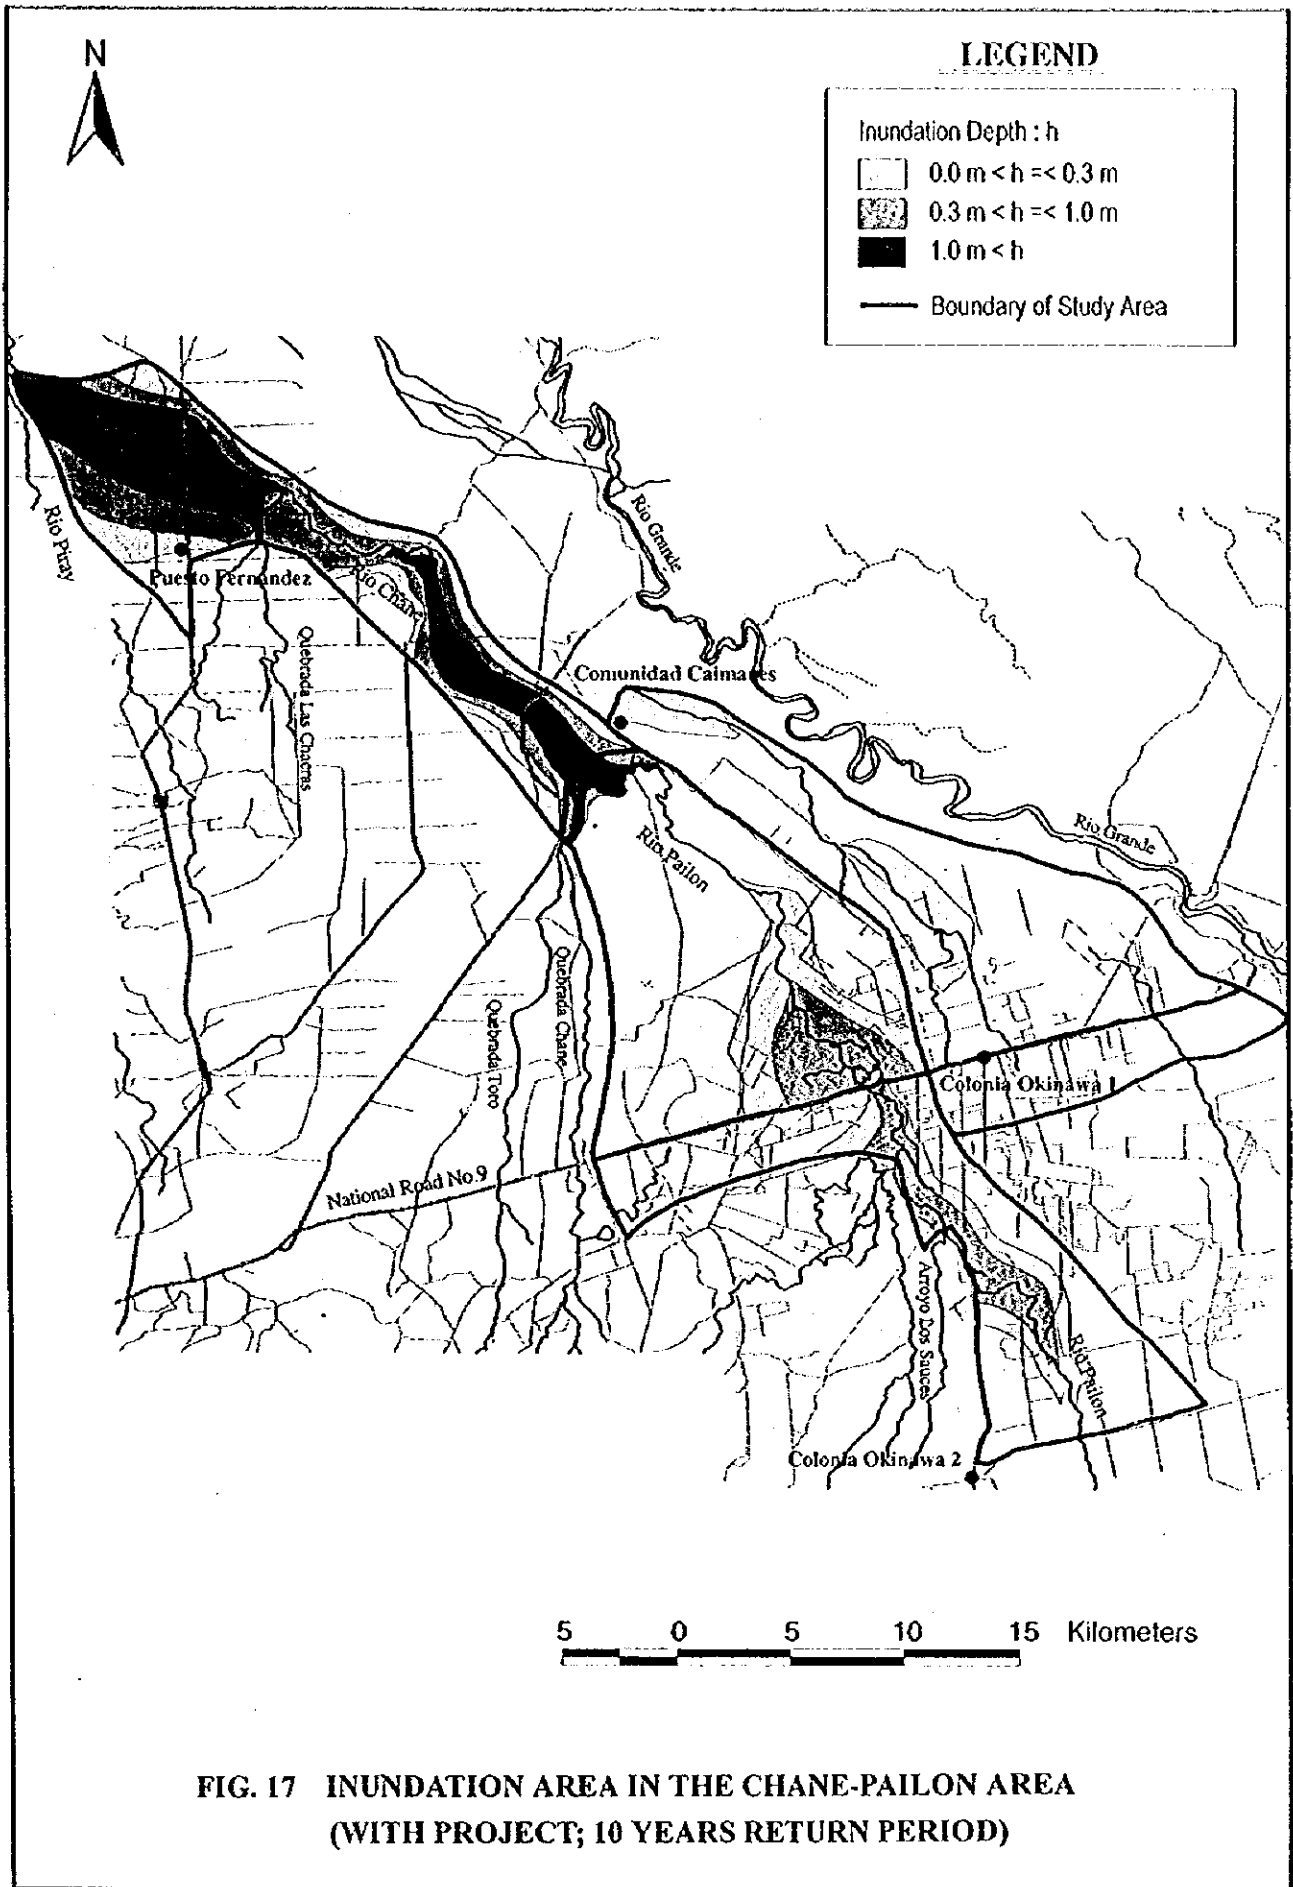 N
LEGEND
Inundation Depth : h
0.0 m < h =< 0.3 m
0.3 m < h =< 1.0 m
1.0 m < h
Boundary of Study Area
Rio Grande
Rio Piray
Puesto Fernandez
Rio Chane
Quebrada Las Chacras
Comunidad Caimanes
Rio Grande
Rio Pailon
Quebrada Chane
Quebrada Toro
Colonia Okinawa 1
National Road No.9
Arroyo Dos Sauces
Rio Pailon
Colonia Okinawa 2
5 0 5 10 15 Kilometers
FIG. 17 INUNDATION AREA IN THE CHANE-PAILON AREA
(WITH PROJECT; 10 YEARS RETURN PERIOD)